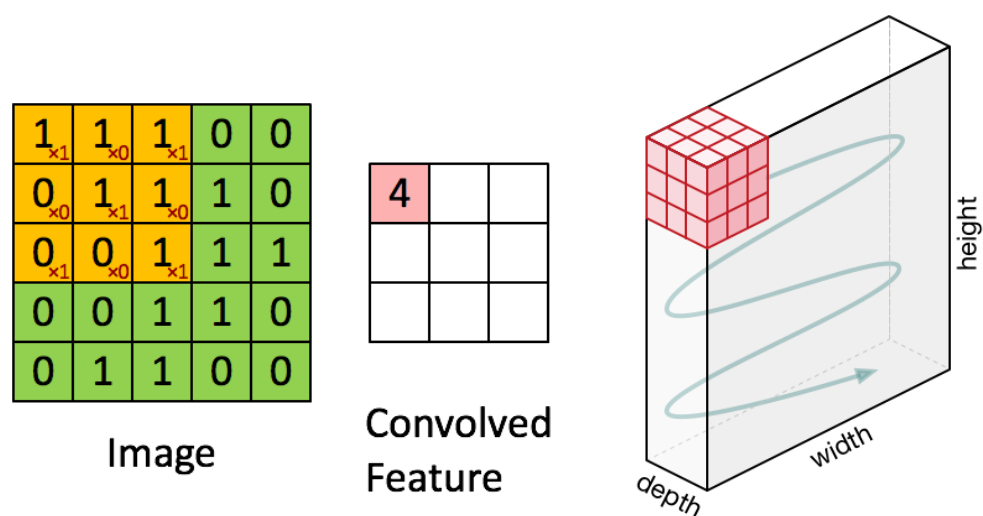 1×1 1×0 1×1 0 0
0×0 1×1 1×0 1 0
0×1 0×0 1×1 1 1
0 0 1 1 0
0 1 1 0 0
Image
4
Convolved
Feature
height
width
depth